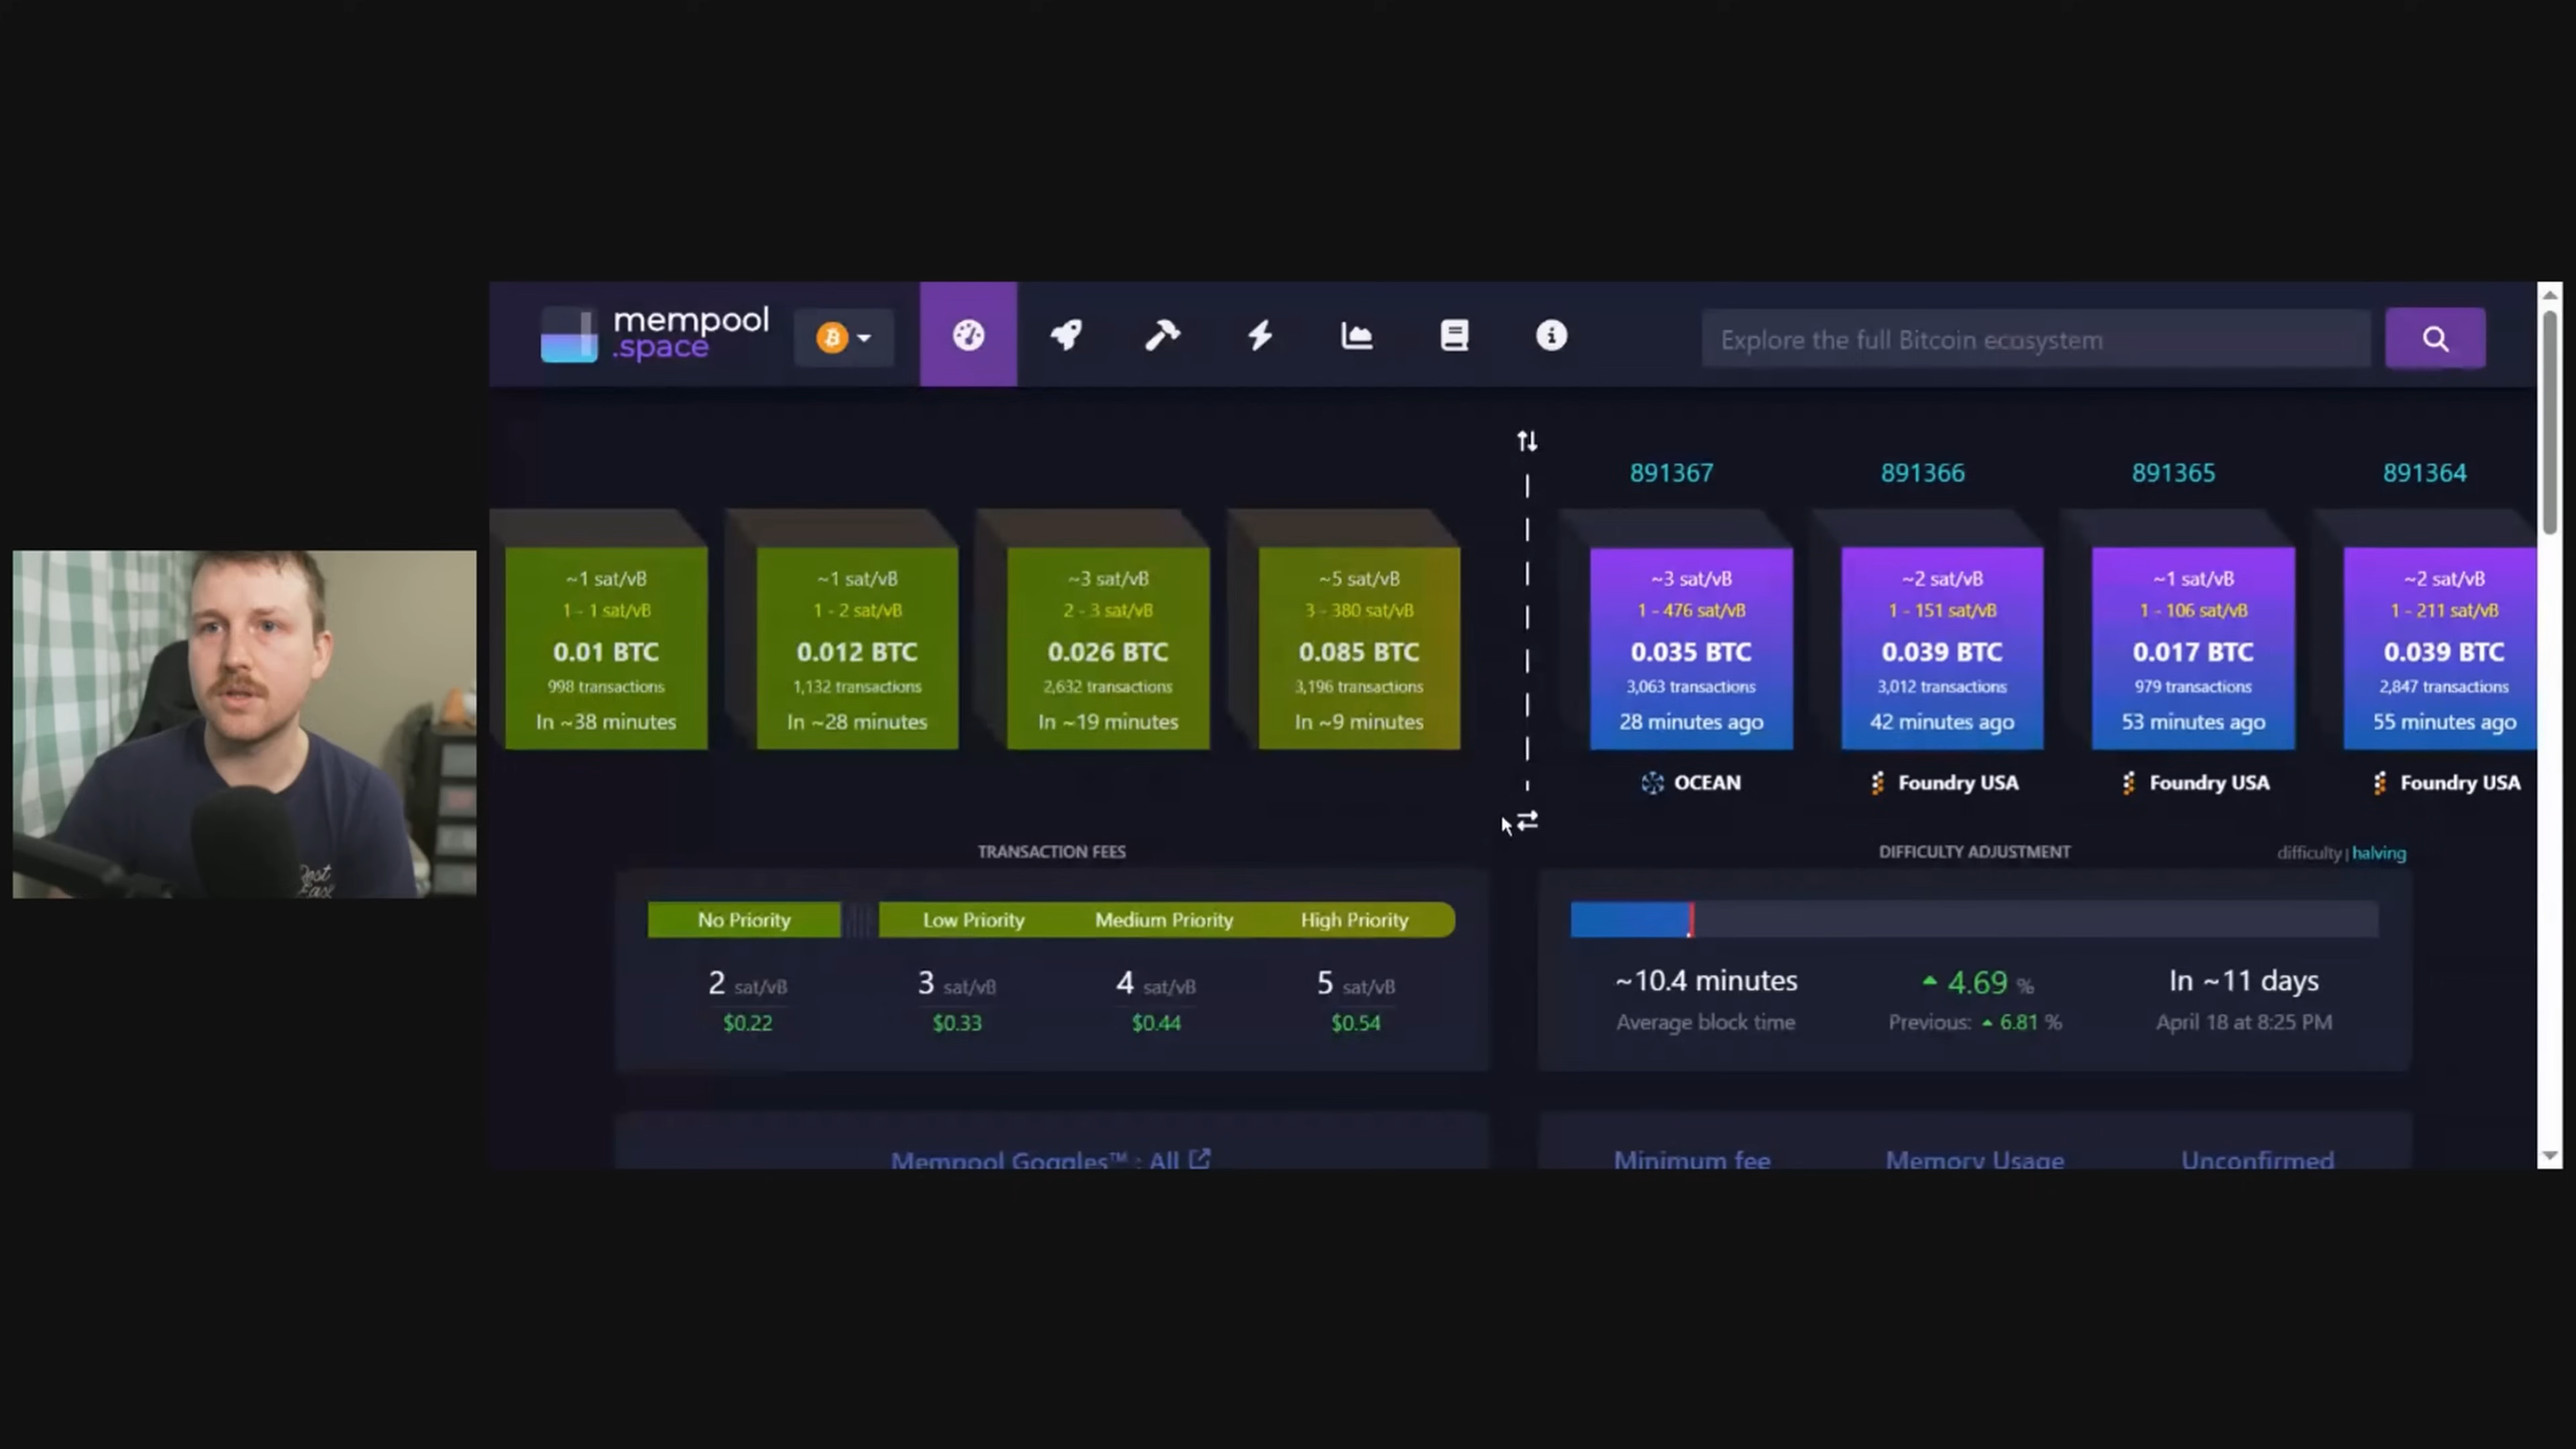 mempool
.space
Explore the full Bitcoin ecosystem
891367
891366
891365
891364
~1 sat/vB
1 - 1 sat/vB
0.01 BTC
998 transactions
In ~38 minutes
~1 sat/vB
1 - 2 sat/vB
0.012 BTC
1,132 transactions
In ~28 minutes
~3 sat/vB
2 - 3 sat/vB
0.026 BTC
2,632 transactions
In ~19 minutes
~5 sat/vB
3 - 380 sat/vB
0.085 BTC
3,196 transactions
In ~9 minutes
~3 sat/vB
1 - 476 sat/vB
0.035 BTC
3,063 transactions
28 minutes ago
OCEAN
~2 sat/vB
1 - 151 sat/vB
0.039 BTC
3,012 transactions
42 minutes ago
Foundry USA
~1 sat/vB
1 - 106 sat/vB
0.017 BTC
979 transactions
53 minutes ago
Foundry USA
~2 sat/vB
1 - 211 sat/vB
0.039 BTC
2,847 transactions
55 minutes ago
Foundry USA
TRANSACTION FEES
No Priority
Low Priority
Medium Priority
High Priority
2 sat/vB
3 sat/vB
4 sat/vB
5 sat/vB
$0.22
$0.33
$0.44
$0.54
DIFFICULTY ADJUSTMENT
difficulty | halving
~10.4 minutes
4.69 %
In ~11 days
Average block time
Previous: 6.81 %
April 18 at 8:25 PM
Mempool Goggles™ : All
Minimum fee
Memory Usage
Unconfirmed